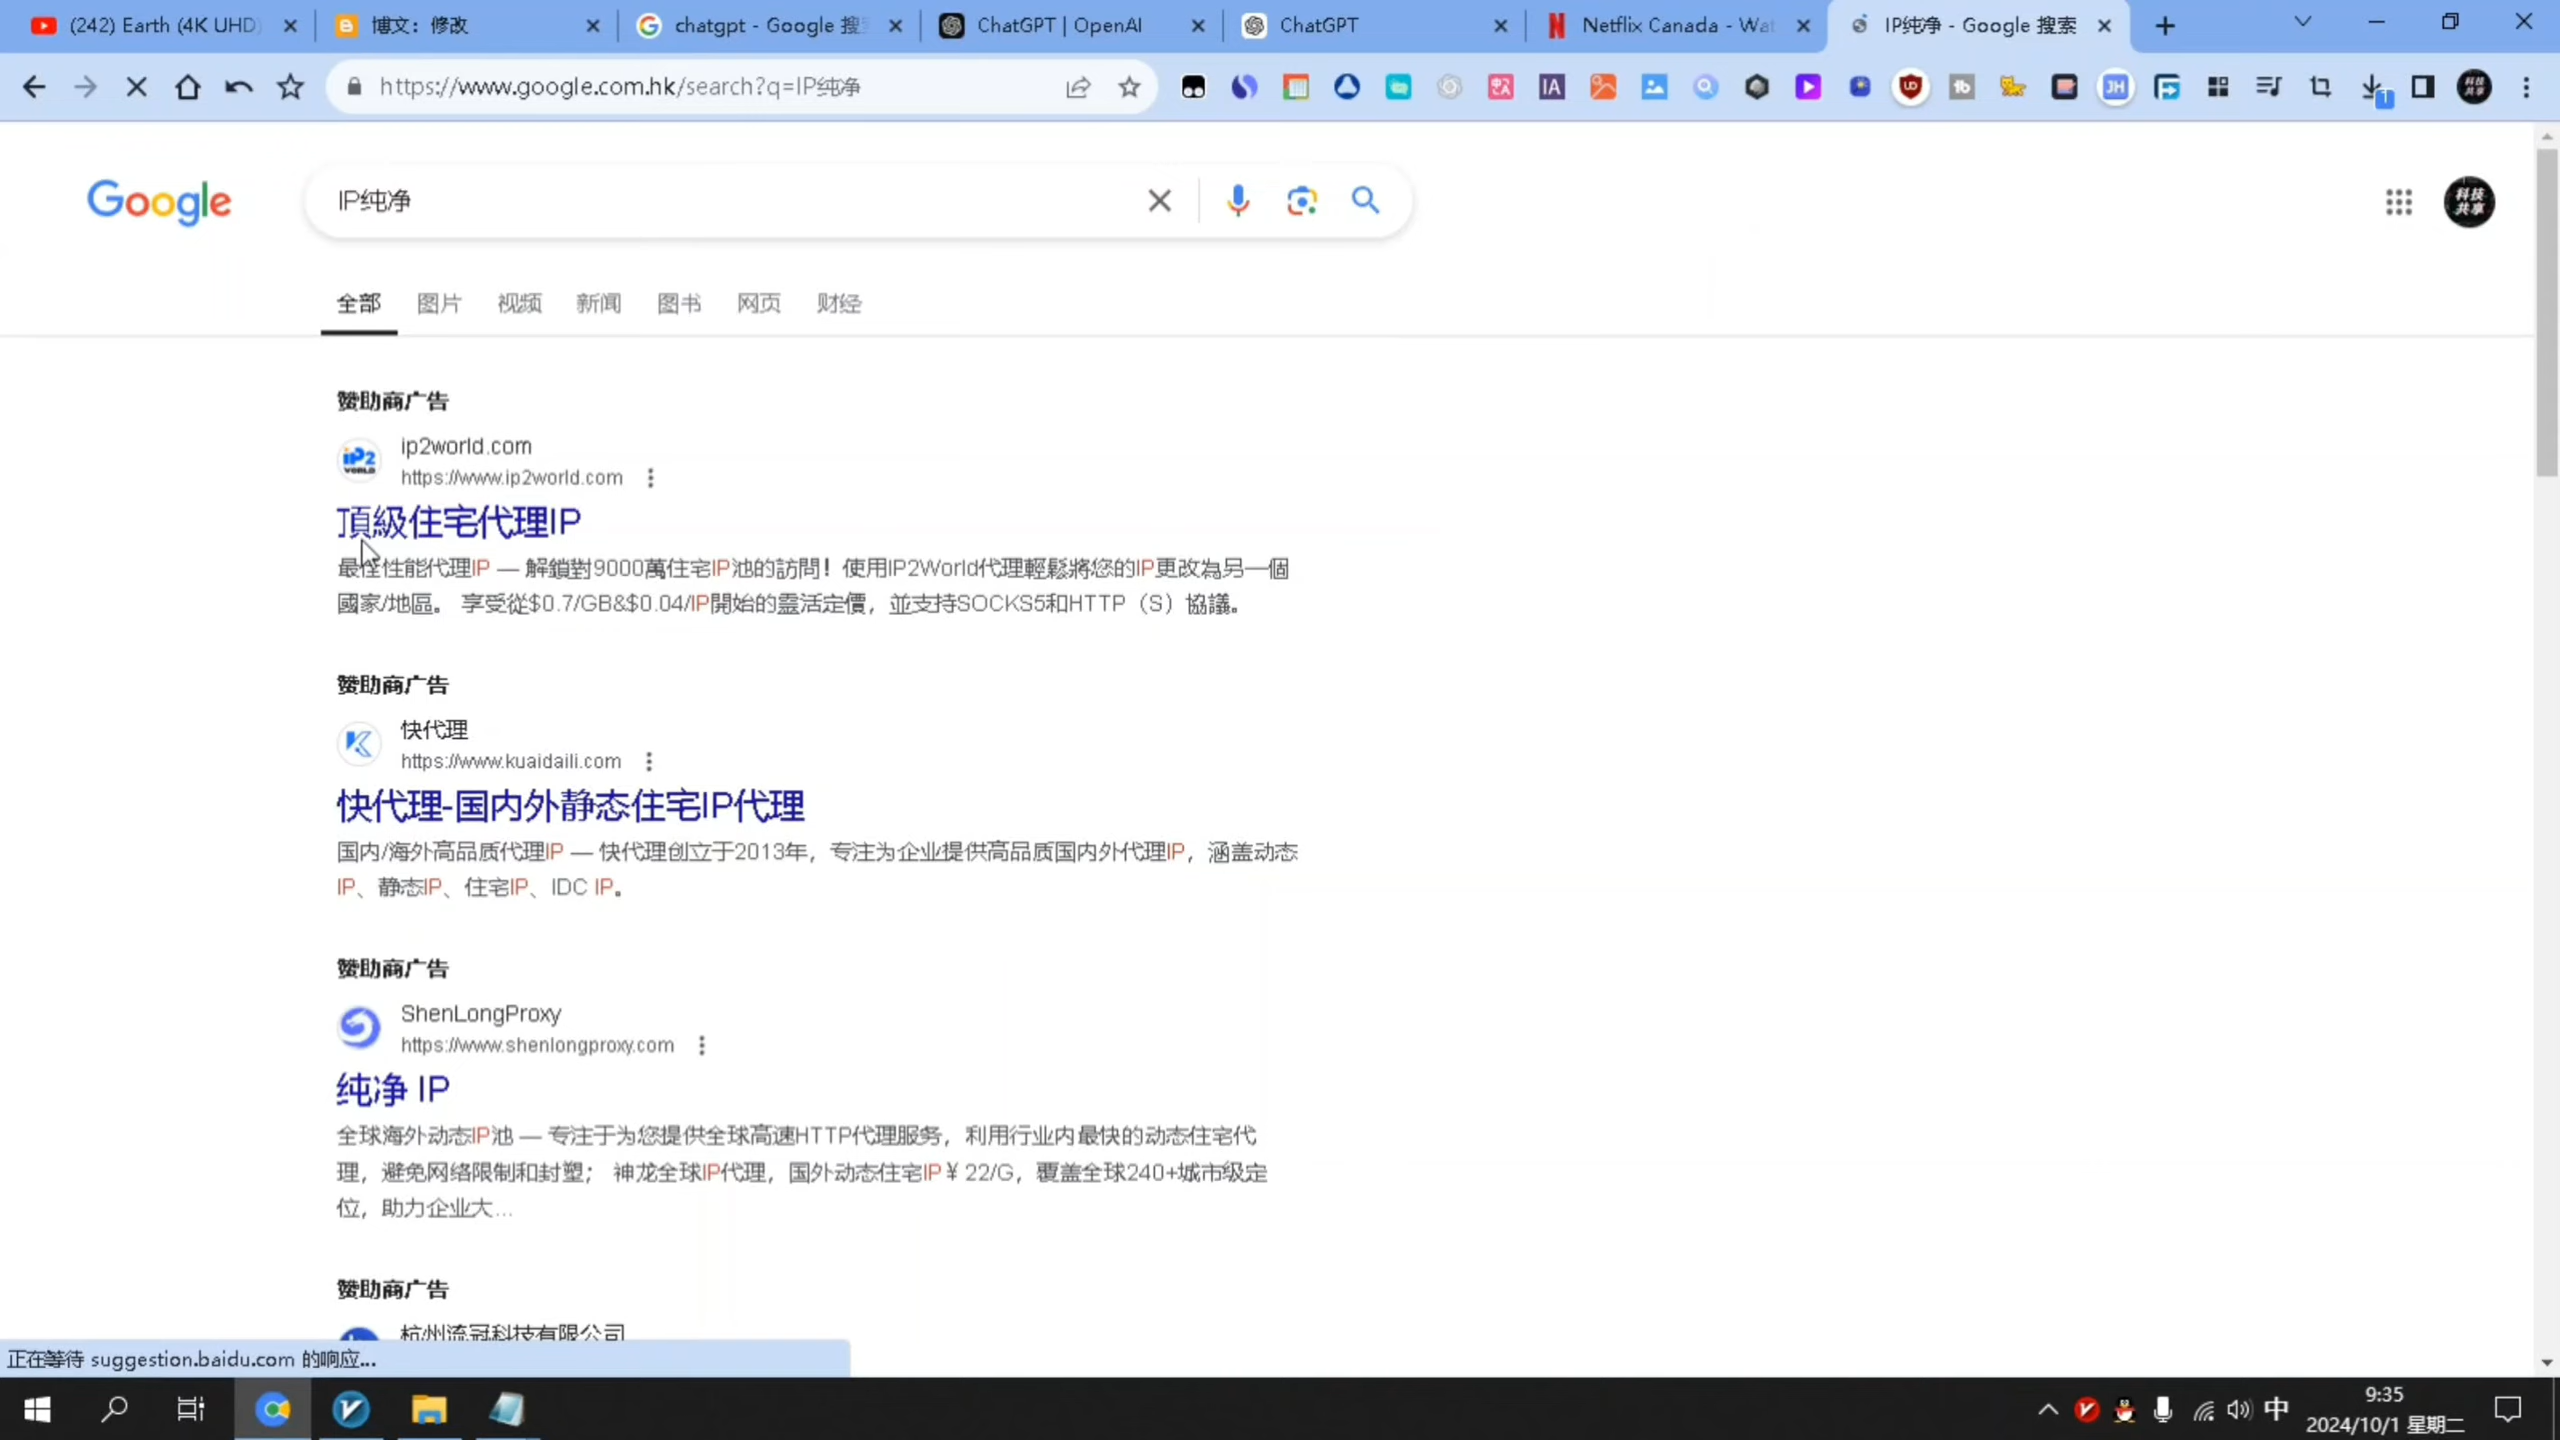 (242) Earth (4K UHD)
博文：修改
chatgpt - Google 搜
ChatGPT | OpenAI
ChatGPT
Netflix Canada - Wat
IP纯净 - Google 搜索
https://www.google.com.hk/search?q=IP纯净
IA
JH
1
科技
共享
Google
IP纯净
科技
共享
全部 图片 视频 新闻 图书 网页 财经
赞助商广告
iP2
WORLD
ip2world.com
https://www.ip2world.com
頂級住宅代理IP
最佳性能代理IP — 解鎖對9000萬住宅IP池的訪問！使用IP2World代理輕鬆將您的IP更改為另一個
國家/地區。 享受從$0.7/GB&$0.04/IP開始的靈活定價，並支持SOCKS5和HTTP（S）協議。
赞助商广告
快代理
https://www.kuaidaili.com
快代理-国内外静态住宅IP代理
国内/海外高品质代理IP — 快代理创立于2013年，专注为企业提供高品质国内外代理IP，涵盖动态
IP、静态IP、住宅IP、IDC IP。
赞助商广告
ShenLongProxy
https://www.shenlongproxy.com
纯净 IP
全球海外动态IP池 — 专注于为您提供全球高速HTTP代理服务，利用行业内最快的动态住宅代
理，避免网络限制和封塑； 神龙全球IP代理，国外动态住宅IP¥22/G，覆盖全球240+城市级定
位，助力企业大...
赞助商广告
杭州流冠科技有限公司
正在等待 suggestion.baidu.com 的响应...
中
9:35
2024/10/1 星期二